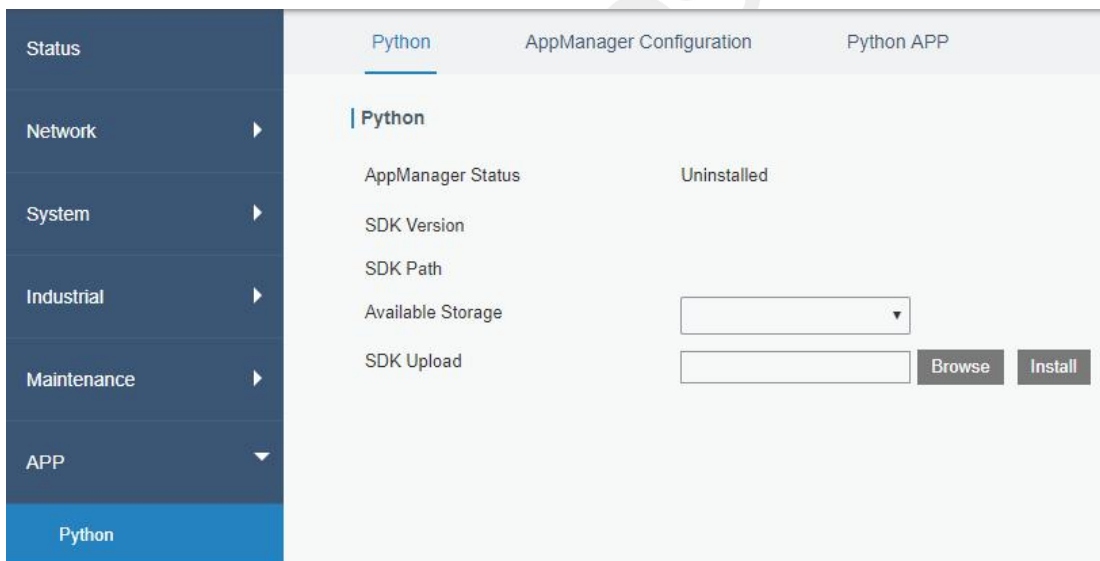 Status
Network
System
Industrial
Maintenance
APP
Python
Python AppManager Configuration Python APP
Python
AppManager Status Uninstalled
SDK Version
SDK Path
Available Storage
SDK Upload Browse Install